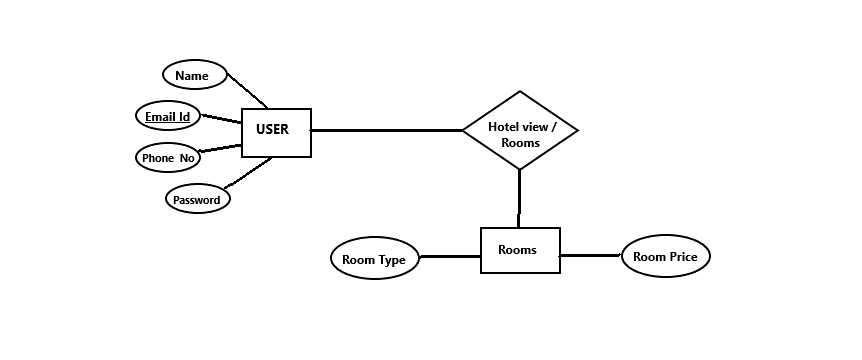 Name
Email Id
USER
Phone No
Password
Hotel view /
Rooms
Rooms
Room Type
Room Price